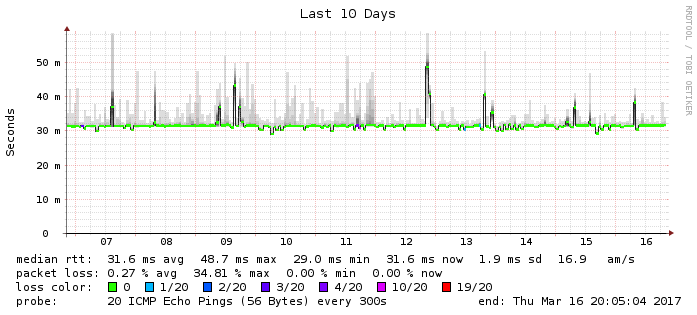 Last 10 Days
RRDTOOL / TOBI OETIKER
Seconds
50 m
40 m
30 m
20 m
10 m
0
07 08 09 10 11 12 13 14 15 16
median rtt: 31.6 ms avg 48.7 ms max 29.0 ms min 31.6 ms now 1.9 ms sd 16.9 am/s
packet loss: 0.27 % avg 34.81 % max 0.00 % min 0.00 % now
loss color: 0 1/20 2/20 3/20 4/20 10/20 19/20
probe: 20 ICMP Echo Pings (56 Bytes) every 300s end: Thu Mar 16 20:05:04 2017